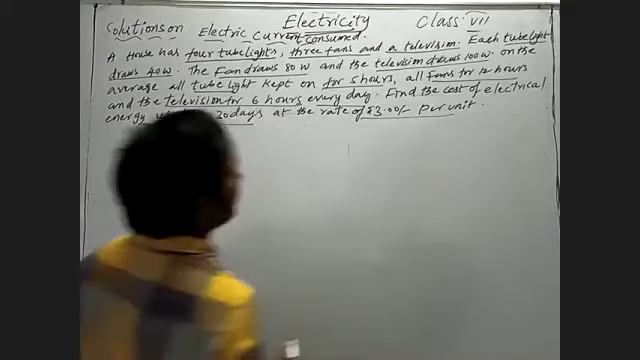 Electricity Class: VII
Solutions on Electric Current Consumed.
A House has four tubelights, three fans and a television. Each tubelight
draws 40W. The Fan draws 80 W and the television draws 100 W. on the
average all tube light kept on for 5 hours, all fans for 12 hours
and the Television for 6 hours every day. Find the cost of electrical
energy days at the rate of ₹3.00/- Per unit.